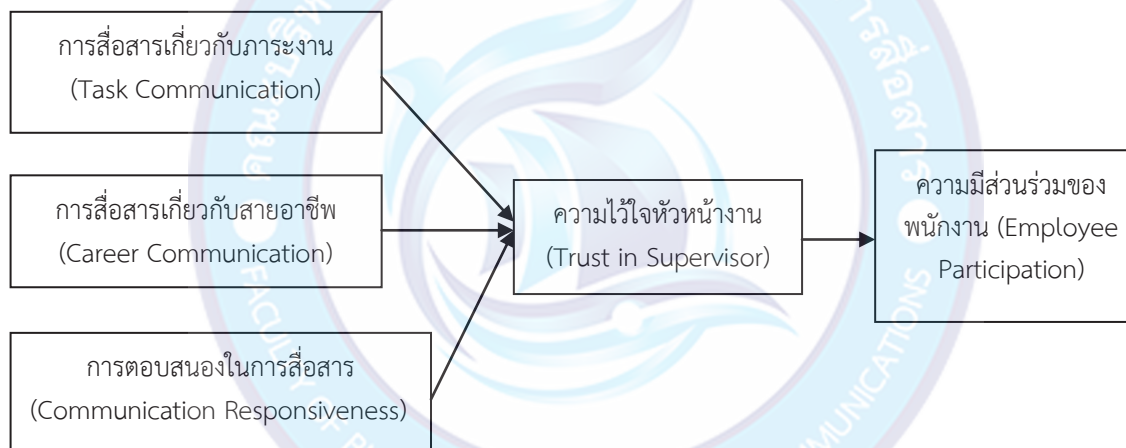 การสื่อสารเกี่ยวกับภาระงาน
(Task Communication)
การสื่อสารเกี่ยวกับสายอาชีพ
(Career Communication)
การตอบสนองในการสื่อสาร
(Communication Responsiveness)
ความไว้ใจหัวหน้างาน
(Trust in Supervisor)
ความมีส่วนร่วมของ
พนักงาน (Employee
Participation)